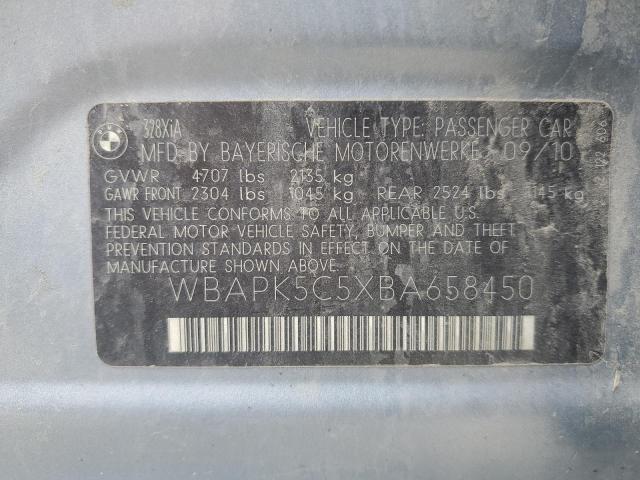 BMW
328XiA VEHICLE TYPE: PASSENGER CAR
MFD BY BAYERISCHE MOTORENWERKE 09/10
GVWR 4707 lbs 2135 kg
GAWR FRONT 2304 lbs 1045 kg REAR 2524 lbs 1145 kg
THIS VEHICLE CONFORMS TO ALL APPLICABLE U.S.
FEDERAL MOTOR VEHICLE SAFETY, BUMPER AND THEFT
PREVENTION STANDARDS IN EFFECT ON THE DATE OF
MANUFACTURE SHOWN ABOVE.
WBAPK5C5XBA658450